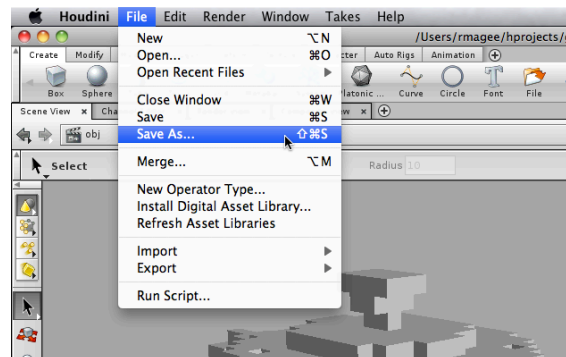 Houdini File Edit Render Window Takes Help
/Users/rmagee/hprojects/
New ⌥N
Open... ⌘O
Open Recent Files
Close Window ⌘W
Save ⌘S
Save As... ⇧⌘S
Merge... ⌥M
New Operator Type...
Install Digital Asset Library...
Refresh Asset Libraries
Import
Export
Run Script...
Create Modify Auto Rigs Animation
Box Sphere Platonic ... Curve Circle Font File
Scene View
obj
Select Radius 10